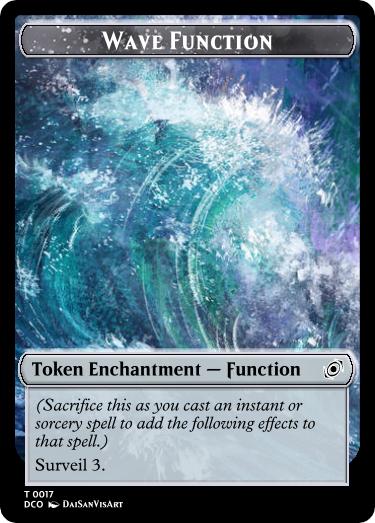 Wave Function
Token Enchantment — Function
(Sacrifice this as you cast an instant or
sorcery spell to add the following effects to
that spell.)
Surveil 3.
T 0017
DCO DaiSanVisArt